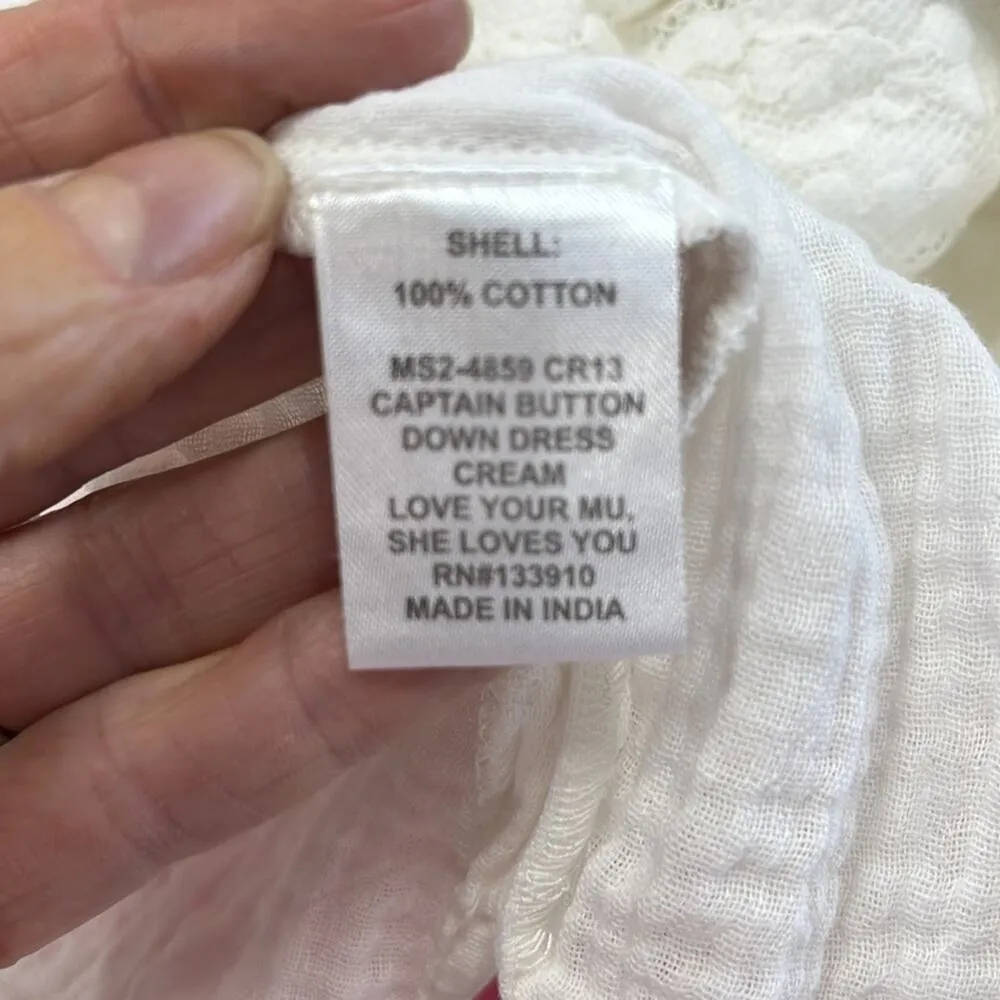 SHELL:
100% COTTON
MS2-4859 CR13
CAPTAIN BUTTON
DOWN DRESS
CREAM
LOVE YOUR MU,
SHE LOVES YOU
RN#133910
MADE IN INDIA